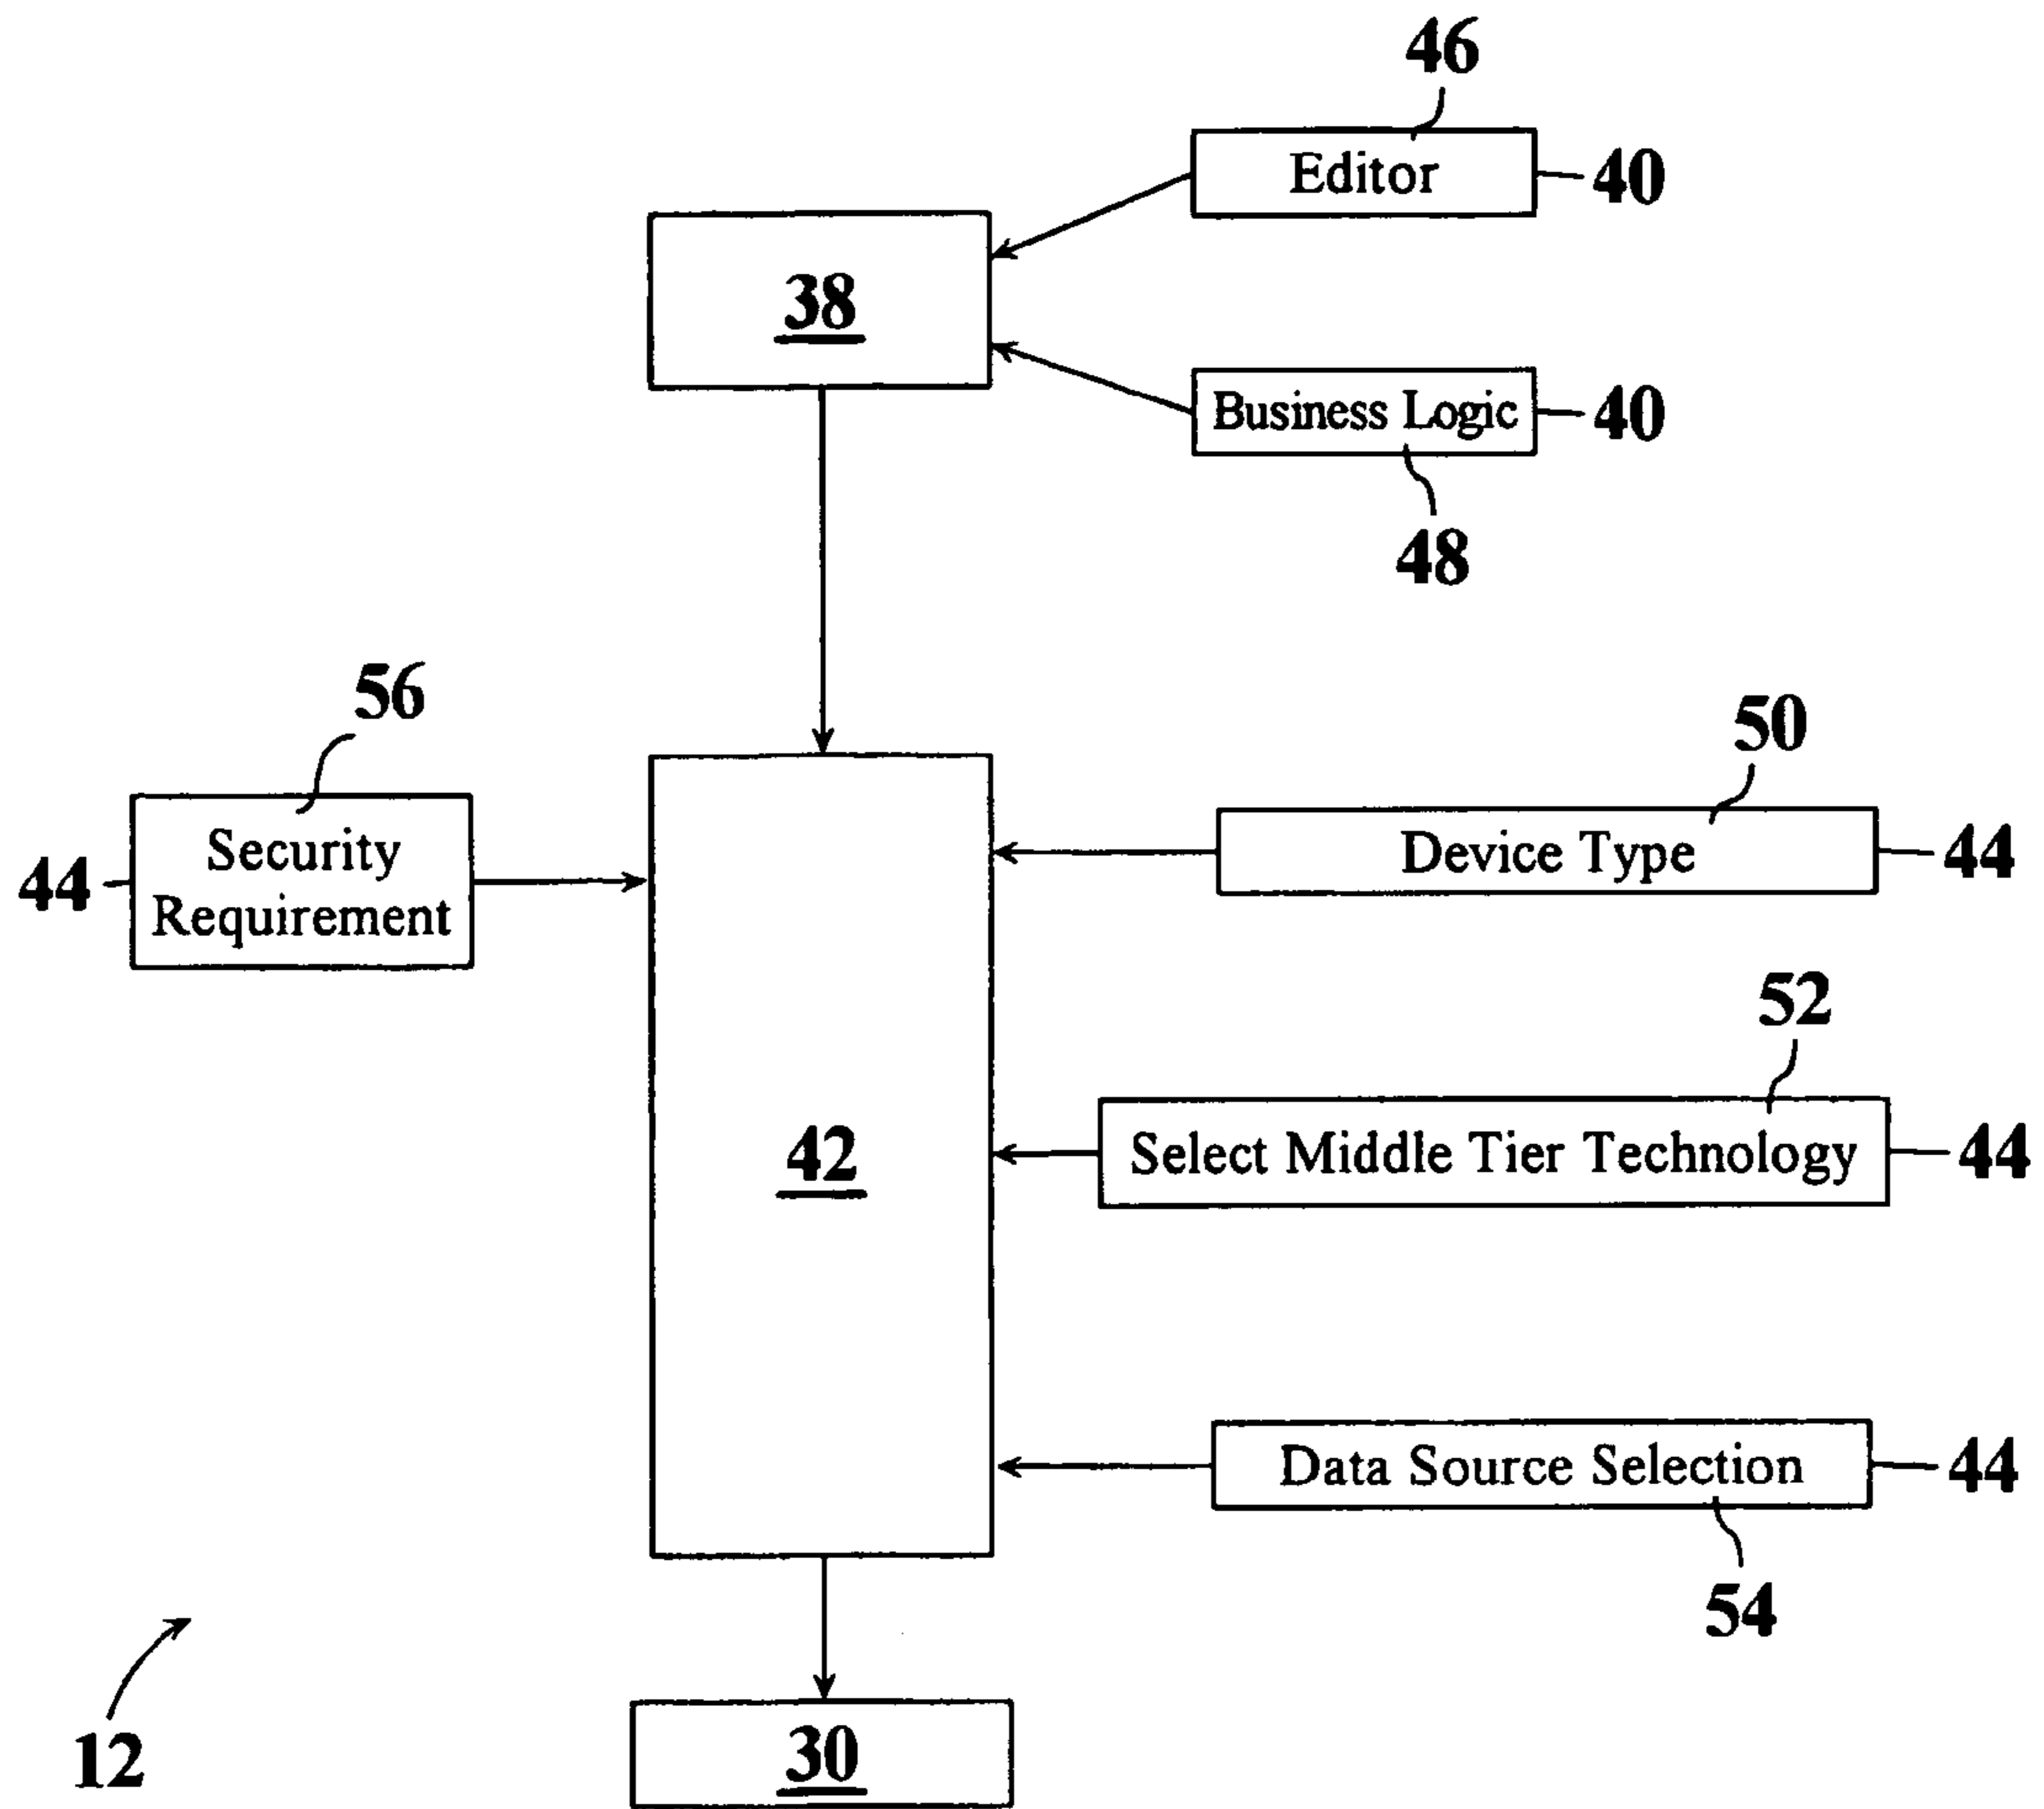 46
Editor
40
38
Business Logic
40
48
56
50
Security
Requirement
44
Device Type
44
52
42
Select Middle Tier Technology
44
Data Source Selection
44
54
12
30